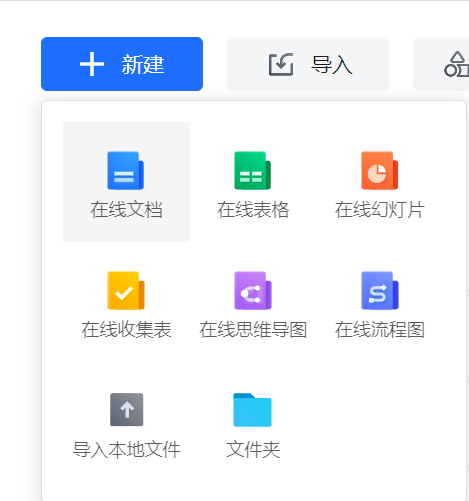 新建
导入
在线文档
在线表格
在线幻灯片
在线收集表
在线思维导图
在线流程图
导入本地文件
文件夹